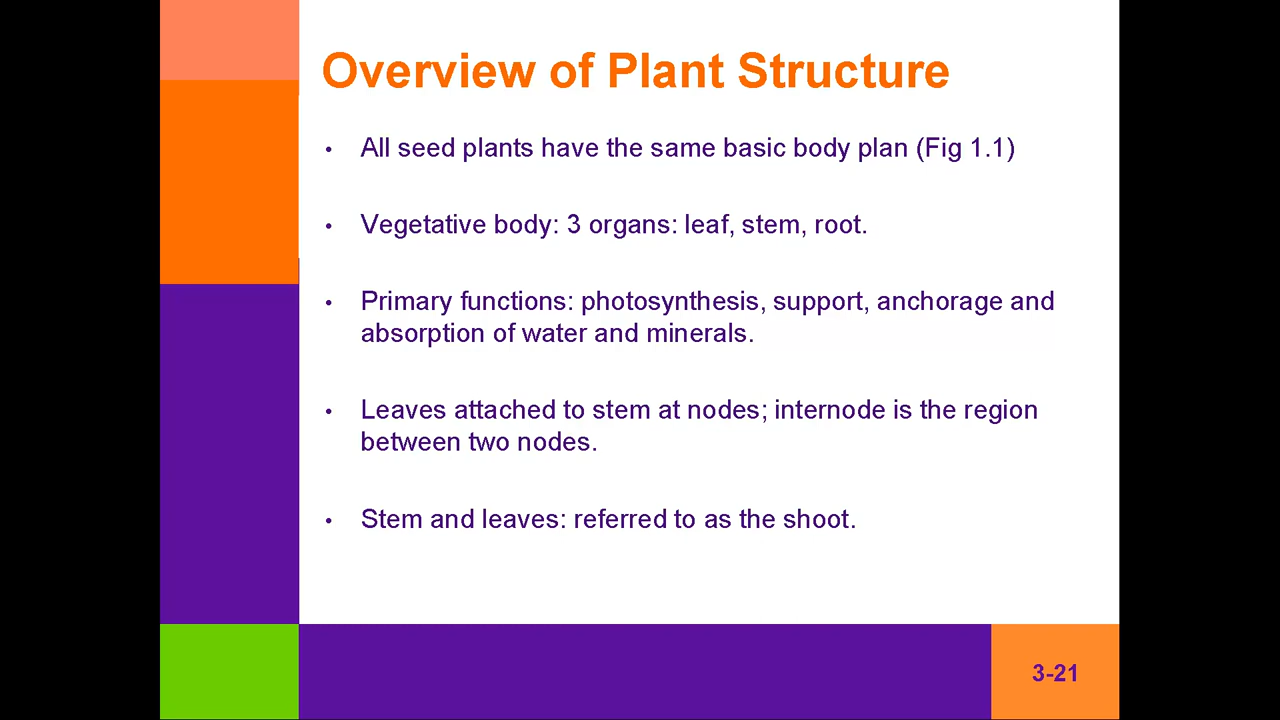 Overview of Plant Structure
• All seed plants have the same basic body plan (Fig 1.1)
• Vegetative body: 3 organs: leaf, stem, root.
• Primary functions: photosynthesis, support, anchorage and
absorption of water and minerals.
• Leaves attached to stem at nodes; internode is the region
between two nodes.
• Stem and leaves: referred to as the shoot.
3-21